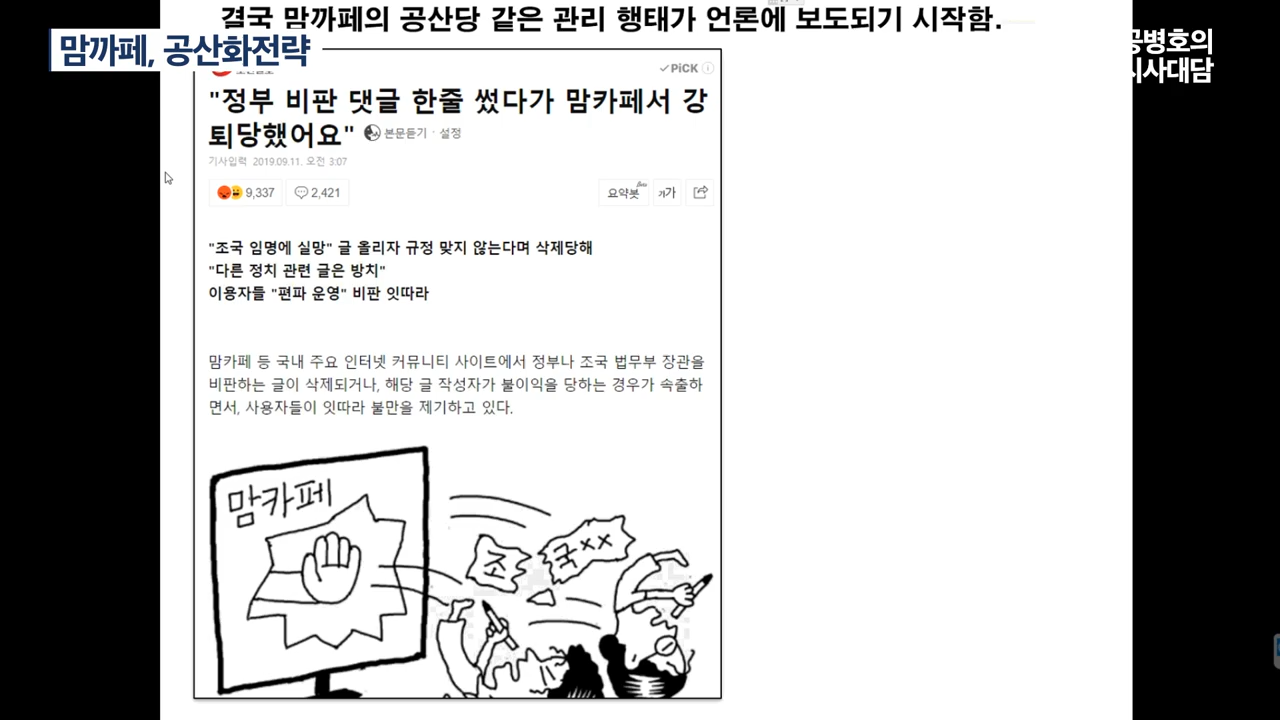 결국 맘까페의 공산당 같은 관리 행태가 언론에 보도되기 시작함.
맘까페, 공산화전략
공병호의
시사대담
PiCK
"정부 비판 댓글 한줄 썼다가 맘카페서 강
퇴당했어요" 본문듣기 · 설정
기사입력 2019.09.11. 오전 3:07
9,337 2,421 요약봇 beta 가가
"조국 임명에 실망" 글 올리자 규정 맞지 않는다며 삭제당해
"다른 정치 관련 글은 방치"
이용자들 "편파 운영" 비판 잇따라
맘카페 등 국내 주요 인터넷 커뮤니티 사이트에서 정부나 조국 법무부 장관을
비판하는 글이 삭제되거나, 해당 글 작성자가 불이익을 당하는 경우가 속출하
면서, 사용자들이 잇따라 불만을 제기하고 있다.
맘카페
조
국××